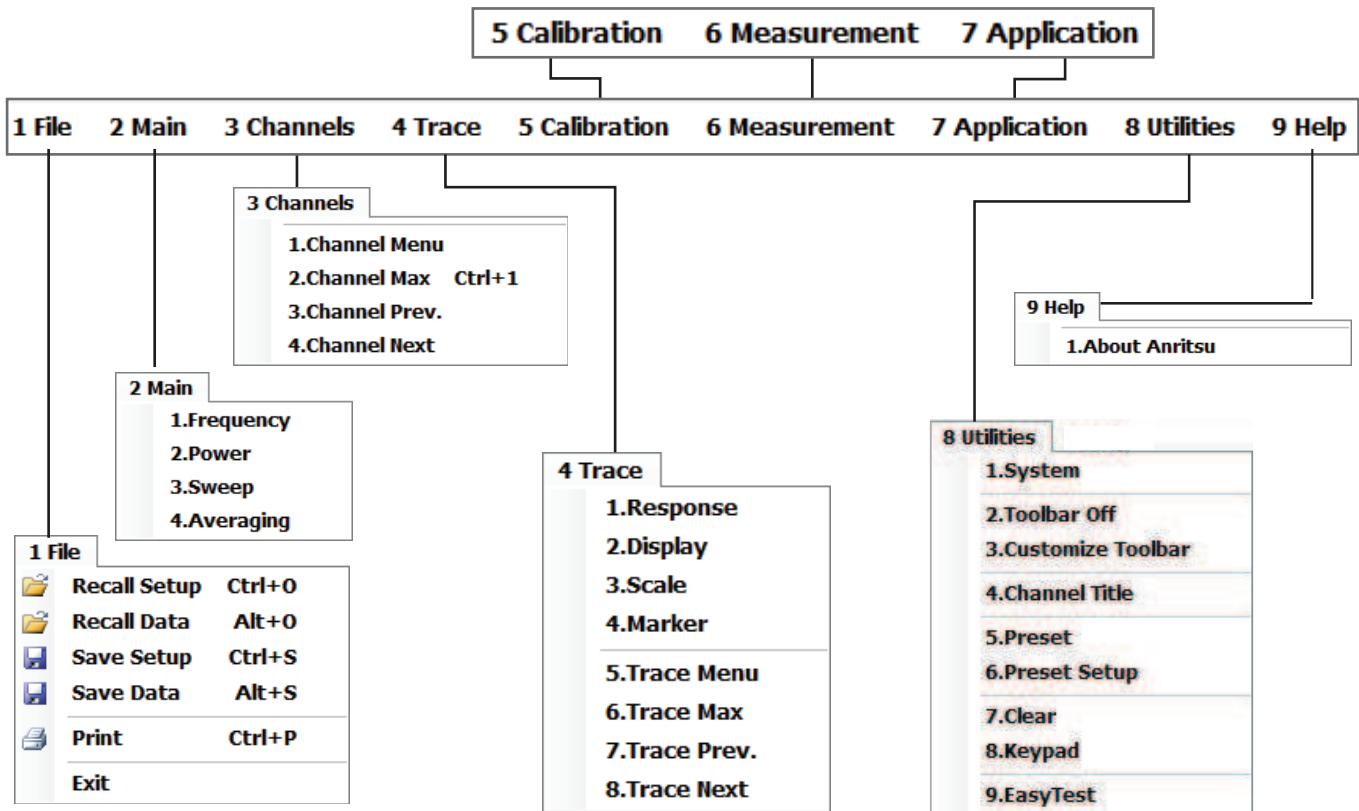 5 Calibration 6 Measurement 7 Application
1 File 2 Main 3 Channels 4 Trace 5 Calibration 6 Measurement 7 Application 8 Utilities 9 Help
3 Channels
1.Channel Menu
2.Channel Max Ctrl+1
3.Channel Prev.
4.Channel Next
9 Help
1.About Anritsu
2 Main
1.Frequency
2.Power
3.Sweep
4.Averaging
1 File
Recall Setup Ctrl+O
Recall Data Alt+O
Save Setup Ctrl+S
Save Data Alt+S
Print Ctrl+P
Exit
4 Trace
1.Response
2.Display
3.Scale
4.Marker
5.Trace Menu
6.Trace Max
7.Trace Prev.
8.Trace Next
8 Utilities
1.System
2.Toolbar Off
3.Customize Toolbar
4.Channel Title
5.Preset
6.Preset Setup
7.Clear
8.Keypad
9.EasyTest